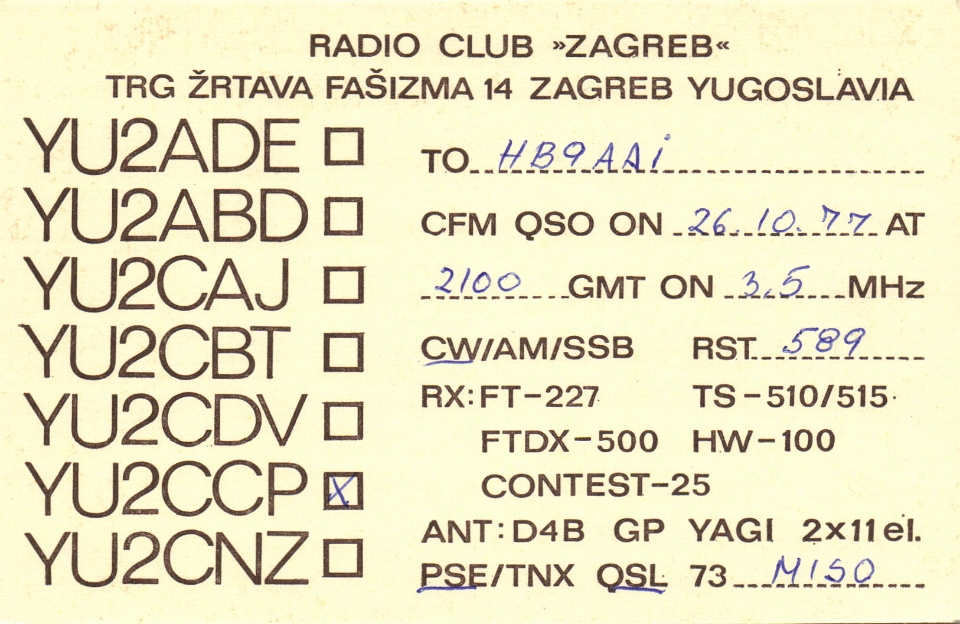 RADIO CLUB »ZAGREB«
TRG ŽRTAVA FAŠIZMA 14 ZAGREB YUGOSLAVIA
YU2ADE
YU2ABD
YU2CAJ
YU2CBT
YU2CDV
YU2CCP X
YU2CNZ
TO HB9AAi
CFM QSO ON 26.10.77 AT
2100 GMT ON 3.5 MHz
CW/AM/SSB RST 589
RX: FT-227 TS-510/515
FTDX-500 HW-100
CONTEST-25
ANT: D4B GP YAGI 2x11 el.
PSE/TNX QSL 73 MISO